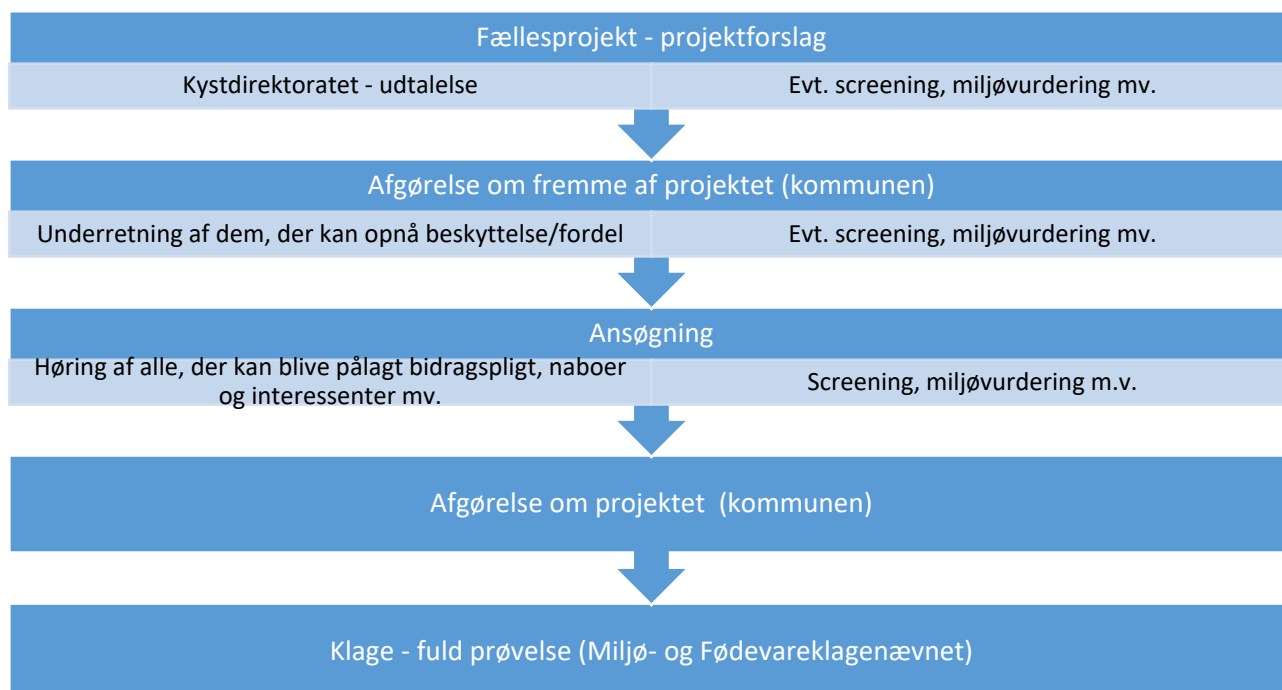 Fællesprojekt - projektforslag
Kystdirektoratet - udtalelse
Evt. screening, miljøvurdering mv.
Afgørelse om fremme af projektet (kommunen)
Underretning af dem, der kan opnå beskyttelse/fordel
Evt. screening, miljøvurdering mv.
Ansøgning
Høring af alle, der kan blive pålagt bidragspligt, naboer
og interessenter mv.
Screening, miljøvurdering m.v.
Afgørelse om projektet (kommunen)
Klage - fuld prøvelse (Miljø- og Fødevareklagenævnet)